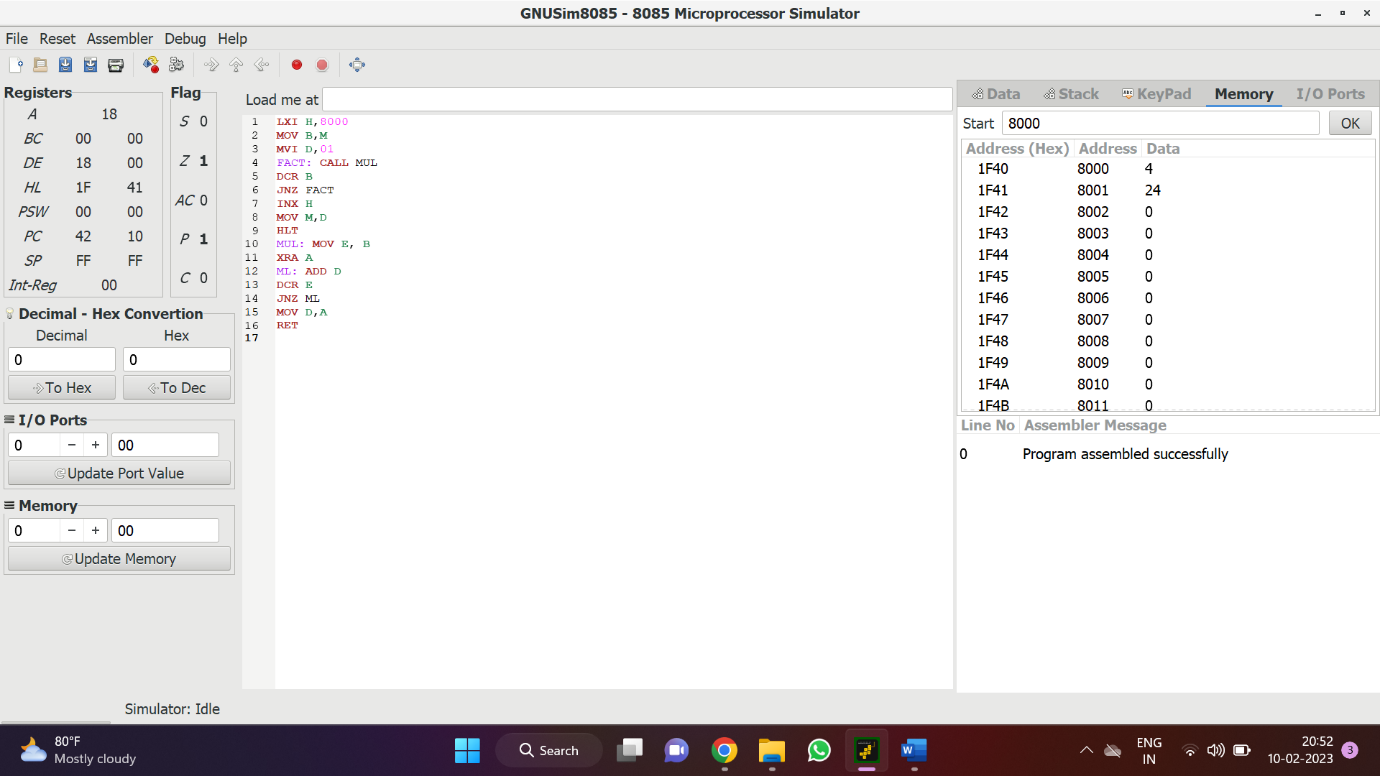 GNUSim8085 - 8085 Microprocessor Simulator
File Reset Assembler Debug Help
Registers
A 18
BC 00 00
DE 18 00
HL 1F 41
PSW 00 00
PC 42 10
SP FF FF
Int-Reg 00
Flag
S 0
Z 1
AC 0
P 1
C 0
Decimal - Hex Convertion
Decimal Hex
0 0
To Hex To Dec
I/O Ports
0 - + 00
Update Port Value
Memory
0 - + 00
Update Memory
Load me at
1 LXI H,8000
2 MOV B,M
3 MVI D,01
4 FACT: CALL MUL
5 DCR B
6 JNZ FACT
7 INX H
8 MOV M,D
9 HLT
10 MUL: MOV E, B
11 XRA A
12 ML: ADD D
13 DCR E
14 JNZ ML
15 MOV D,A
16 RET
17
Data Stack KeyPad Memory I/O Ports
Start 8000 OK
Address (Hex) Address Data
1F40 8000 4
1F41 8001 24
1F42 8002 0
1F43 8003 0
1F44 8004 0
1F45 8005 0
1F46 8006 0
1F47 8007 0
1F48 8008 0
1F49 8009 0
1F4A 8010 0
1F4B 8011 0
Line No Assembler Message
0 Program assembled successfully
Simulator: Idle
80°F
Mostly cloudy
Search
W
ENG
IN
20:52
10-02-2023
3